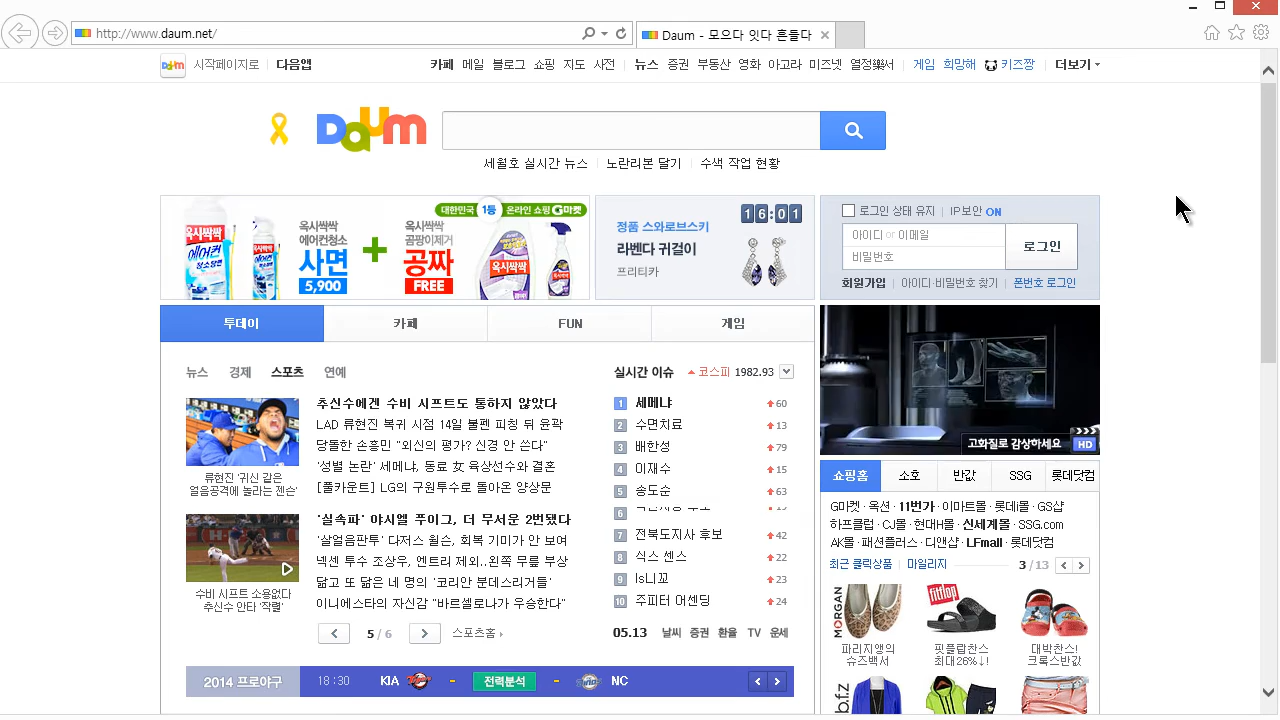 http://www.daum.net/
Daum - 모으다 잇다 흔들다
Daum 시작페이지로 다음앱
카페 메일 블로그 쇼핑 지도 사전 뉴스 증권 부동산 영화 아고라 미즈넷 열정樂서 게임 희망해 키즈짱 더보기
Daum
세월호 실시간 뉴스 노란리본 달기 수색 작업 현황
대한민국 1등 온라인 쇼핑 G마켓
옥시싹싹
에어컨청소
사면
5,900
옥시싹싹
곰팡이제거
공짜
FREE
16:01
정품 스와로브스키
라벤다 귀걸이
프리티카
로그인 상태 유지 IP보안 ON
아이디 or 이메일
비밀번호
로그인
회원가입 아이디·비밀번호 찾기 폰번호 로그인
투데이 카페 FUN 게임
뉴스 경제 스포츠 연예
추신수에겐 수비 시프트도 통하지 않았다
LAD 류현진 복귀 시점 14일 불펜 피칭 뒤 윤곽
당돌한 손흥민 "외신의 평가? 신경 안 쓴다"
'성별 논란' 세메냐, 동료 女 육상선수와 결혼
[풀카운트] LG의 구원투수로 돌아온 양상문
류현진 '귀신 같은
얼음공격에 놀라는 켄슨'
'실속파' 야시엘 푸이그, 더 무서운 2번됐다
'살얼음판투' 다저스 윌슨, 회복 기미가 안 보여
넥센 투수 조상우, 엔트리 제외..왼쪽 무릎 부상
닮고 또 닮은 네 명의 '코리안 분데스리거들'
이니에스타의 자신감 "바르셀로나가 우승한다"
수비 시프트 소용없다
추신수 안타 '작렬'
5 / 6 스포츠홈
실시간 이슈 코스피 1982.93
1 세메냐 60
2 수면치료 13
3 배한성 79
4 이재수 15
5 송도순 63
6
7 전북도지사 후보 42
8 식스 센스 22
9 ls니꼬 23
10 주피터 어센딩 24
05.13 날씨 증권 환율 TV 운세
2014 프로야구 18:30 KIA - 전력분석 - NC
고화질로 감상하세요 HD
쇼핑홈 소호 반값 SSG 롯데닷컴
G마켓 · 옥션 · 11번가 · 이마트몰 · 롯데i몰 · GS샵
하프클럽 · CJ몰 · 현대H몰 · 신세계몰 · SSG.com
AK몰 · 패션플러스 · 디앤샵 · LFmall · 롯데닷컴
최근 클릭상품 마일리지 3 / 13
MORGAN
fitflop
파리지앵의
슈즈백서
핏플랍찬스
최대26%↓!
대박찬스!
크록스반값
b.f.z